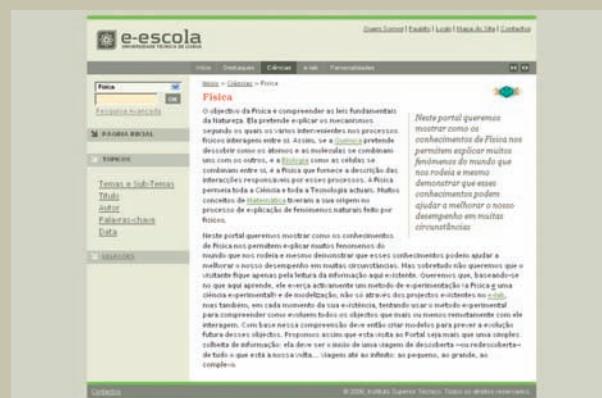 e-escola
UNIVERSIDADE TÉCNICA DE LISBOA
Quem Somos | Equipa | Login | Mapa do Site | Contactos
Início Destaques Ciências e-lab Personalidades
Física
OK
Pesquisa Avançada
PÁGINA INICIAL
TÓPICOS
Temas e Sub-Temas
Título
Autor
Palavras-chave
Data
Início > Ciências > Física
Física
O objectivo da Física é compreender as leis fundamentais
da Natureza. Ela pretende explicar os mecanismos
segundo os quais os vários intervenientes nos processos
físicos interagem entre si. Assim, se a Química pretende
descobrir como os átomos e as moléculas se combinam
uns com os outros, e a Biologia como as células se
combinam entre si, é a Física que fornece a descrição das
interacções responsáveis por esses processos. A Física
permeia toda a Ciência e toda a Tecnologia actuais. Muitos
conceitos de Matemática tiveram a sua origem no
processo de explicação de fenómenos naturais feito por
físicos.
Neste portal queremos
mostrar como os
conhecimentos de Física nos
permitem explicar muitos
fenómenos do mundo que
nos rodeia e mesmo
demonstrar que esses
conhecimentos podem
ajudar a melhorar o nosso
desempenho em muitas
circunstâncias
Neste portal queremos mostrar como os conhecimentos
de Física nos permitem explicar muitos fenómenos do
mundo que nos rodeia e mesmo demonstrar que esses conhecimentos podem ajudar a
melhorar o nosso desempenho em muitas circunstâncias. Mas sobretudo não queremos que o
visitante fique apenas pela leitura da informação aqui existente. Queremos que, baseando-se
no que aqui aprende, ele exerça activamente um método de experimentação (a Física é uma
ciência experimental) e de modelização, não só através dos projectos existentes no e-lab,
mas também, em cada momento da sua existência, tentando usar o método experimental
para compreender como evoluem todos os objectos que mais ou menos remotamente com ele
interagem. Com base nessa compreensão deve então criar modelos para prever a evolução
futura desses objectos. Propomos assim que esta visita ao Portal seja mais que uma simples
colheita de informação: ela deve ser o início de uma viagem de descoberta —ou redescoberta—
de tudo o que está à nossa volta... viagem até ao infinito: ao pequeno, ao grande, ao
complexo.
Contactos
© 2006, Instituto Superior Técnico. Todos os direitos reservados.